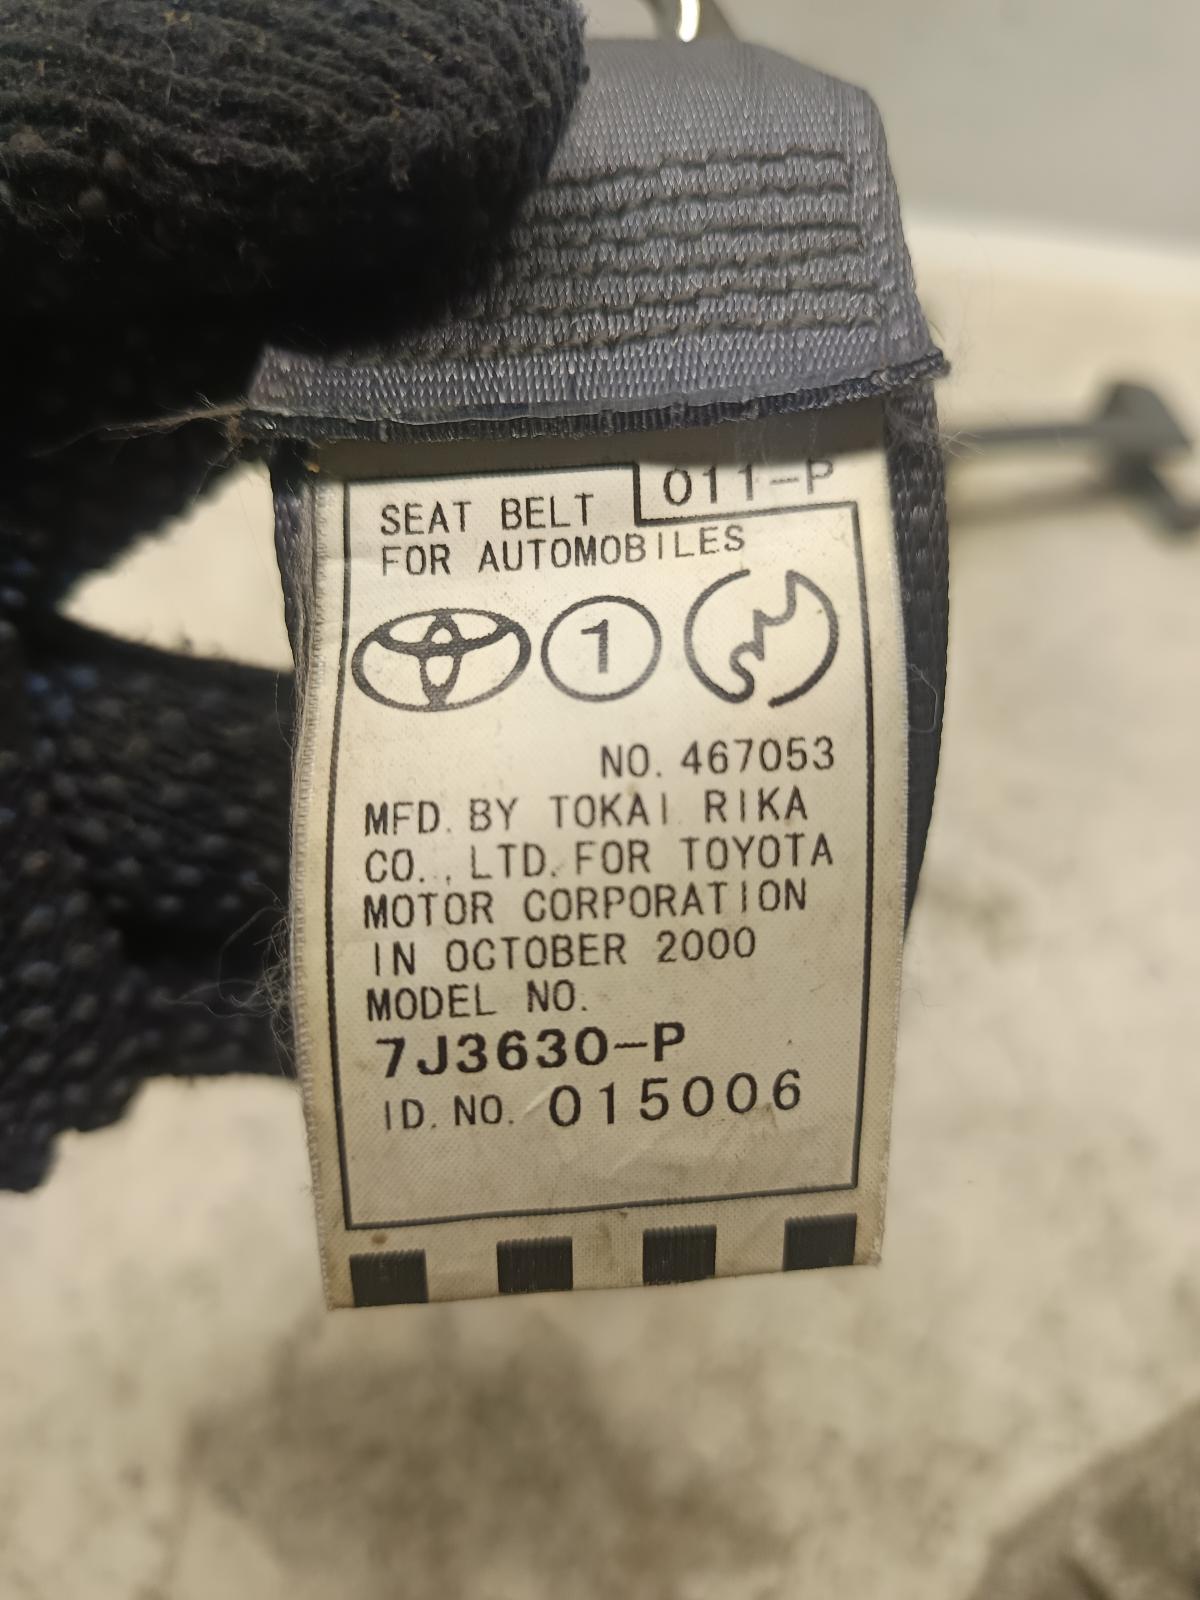 011-P
SEAT BELT
FOR AUTOMOBILES
1
NO. 467053
MFD. BY TOKAI RIKA
CO., LTD. FOR TOYOTA
MOTOR CORPORATION
IN OCTOBER 2000
MODEL NO.
7J3630-P
ID. NO. 015006